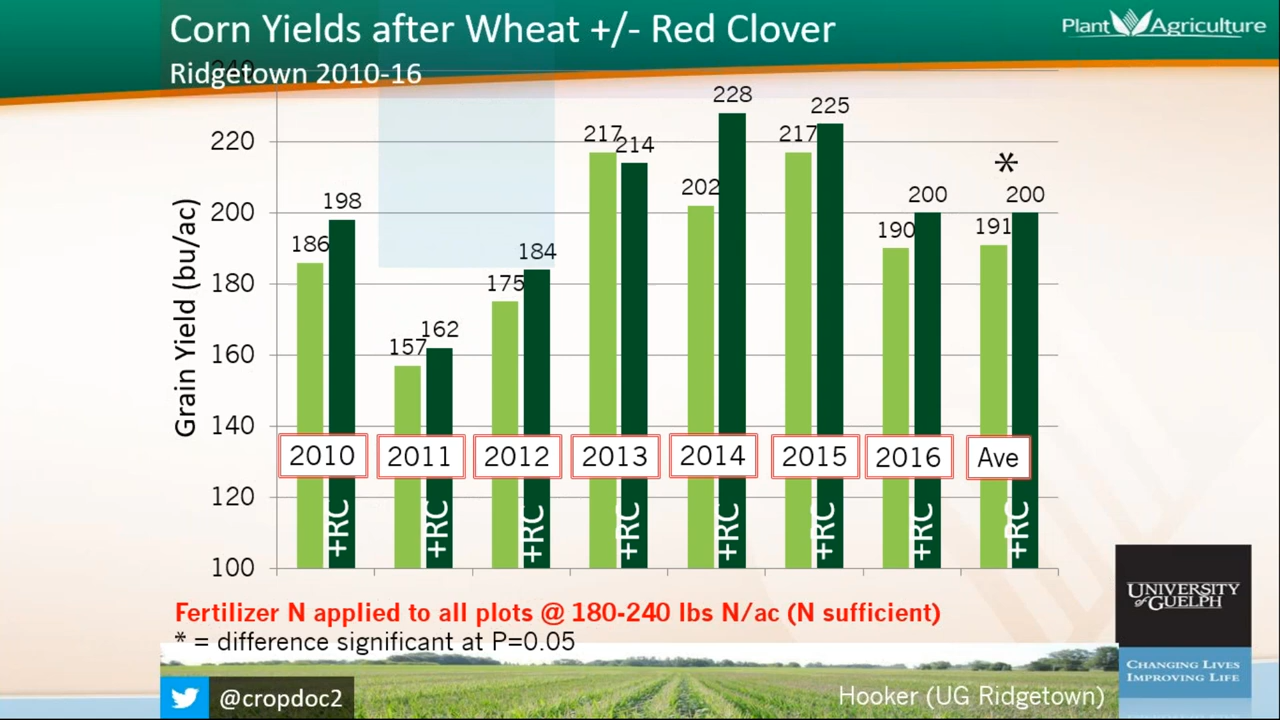 Corn Yields after Wheat +/- Red Clover
Ridgetown 2010-16
Plant Agriculture
240
220
200
180
160
140
120
100
Grain Yield (bu/ac)
186
198
157
162
175
184
217
214
202
228
217
225
190
200
*
191
200
2010
2011
2012
2013
2014
2015
2016
Ave
+RC
+RC
+RC
+RC
+RC
+RC
+RC
+RC
Fertilizer N applied to all plots @ 180-240 lbs N/ac (N sufficient)
* = difference significant at P=0.05
UNIVERSITY
OF GUELPH
CHANGING LIVES
IMPROVING LIFE
@cropdoc2
Hooker (UG Ridgetown)